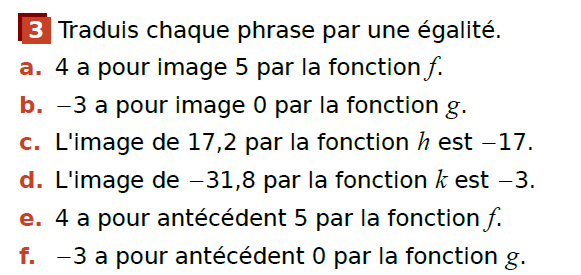 3 Traduis chaque phrase par une égalité.
a. 4 a pour image 5 par la fonction f.
b. −3 a pour image 0 par la fonction g.
c. L'image de 17,2 par la fonction h est −17.
d. L'image de −31,8 par la fonction k est −3.
e. 4 a pour antécédent 5 par la fonction f.
f. −3 a pour antécédent 0 par la fonction g.